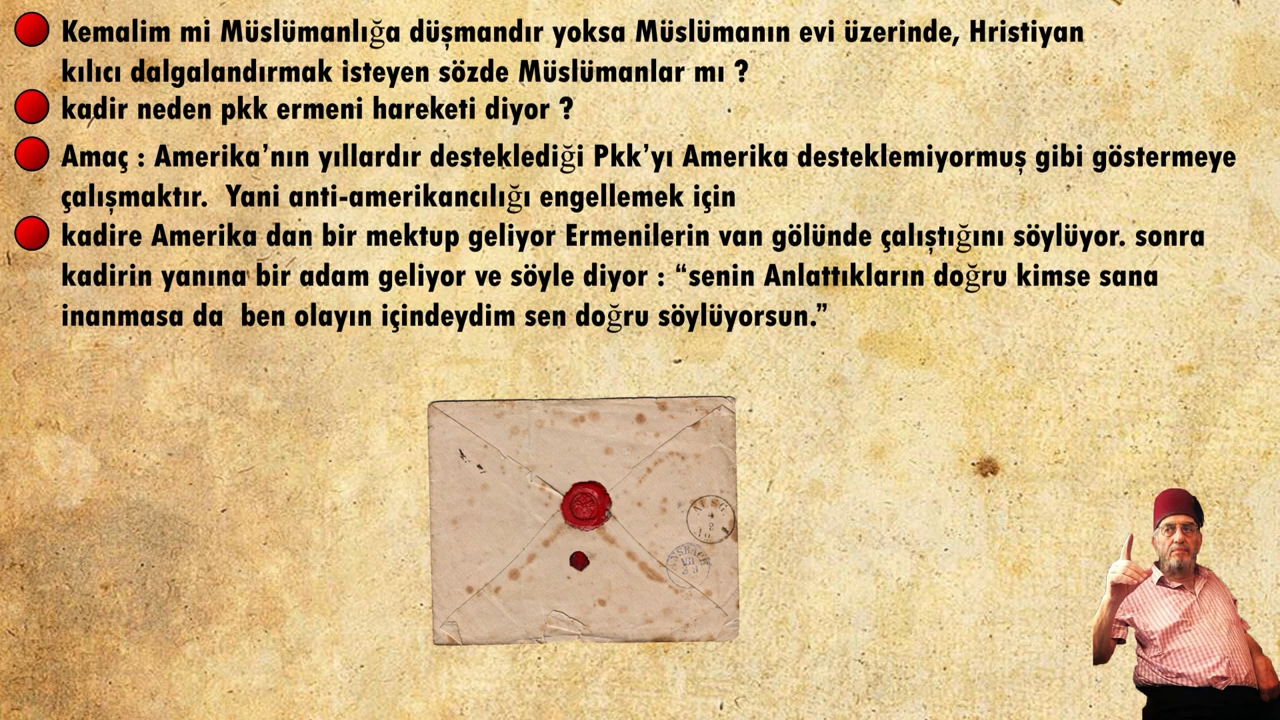 Kemalim mi Müslümanlığa düşmandır yoksa Müslümanın evi üzerinde, Hristiyan
kılıcı dalgalandırmak isteyen sözde Müslümanlar mı ?
kadir neden pkk ermeni hareketi diyor ?
Amaç : Amerika’nın yıllardır desteklediği Pkk’yı Amerika desteklemiyormuş gibi göstermeye
çalışmaktır. Yani anti-amerikancılığı engellemek için
kadire Amerika dan bir mektup geliyor Ermenilerin van gölünde çalıştığını söylüyor. sonra
kadirin yanına bir adam geliyor ve söyle diyor : “senin Anlattıkların doğru kimse sana
inanmasa da ben olayın içindeydim sen doğru söylüyorsun.”